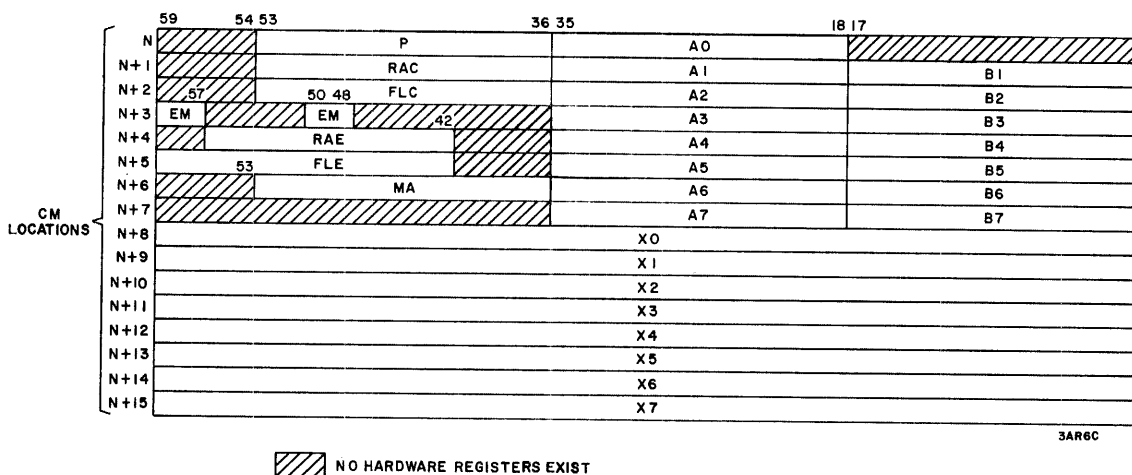 59 54 53 36 35 18 17
N P A0
N+1 RAC A1 B1
N+2 FLC A2 B2
57 50 48
N+3 EM EM A3 B3
42
N+4 RAE A4 B4
N+5 FLE A5 B5
53
N+6 MA A6 B6
N+7 A7 B7
CM
LOCATIONS
N+8 X0
N+9 X1
N+10 X2
N+11 X3
N+12 X4
N+13 X5
N+14 X6
N+15 X7
3AR6C
NO HARDWARE REGISTERS EXIST